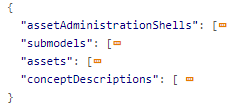 {
"assetAdministrationShells": [
"submodels": [
"assets": [
"conceptDescriptions": [
}